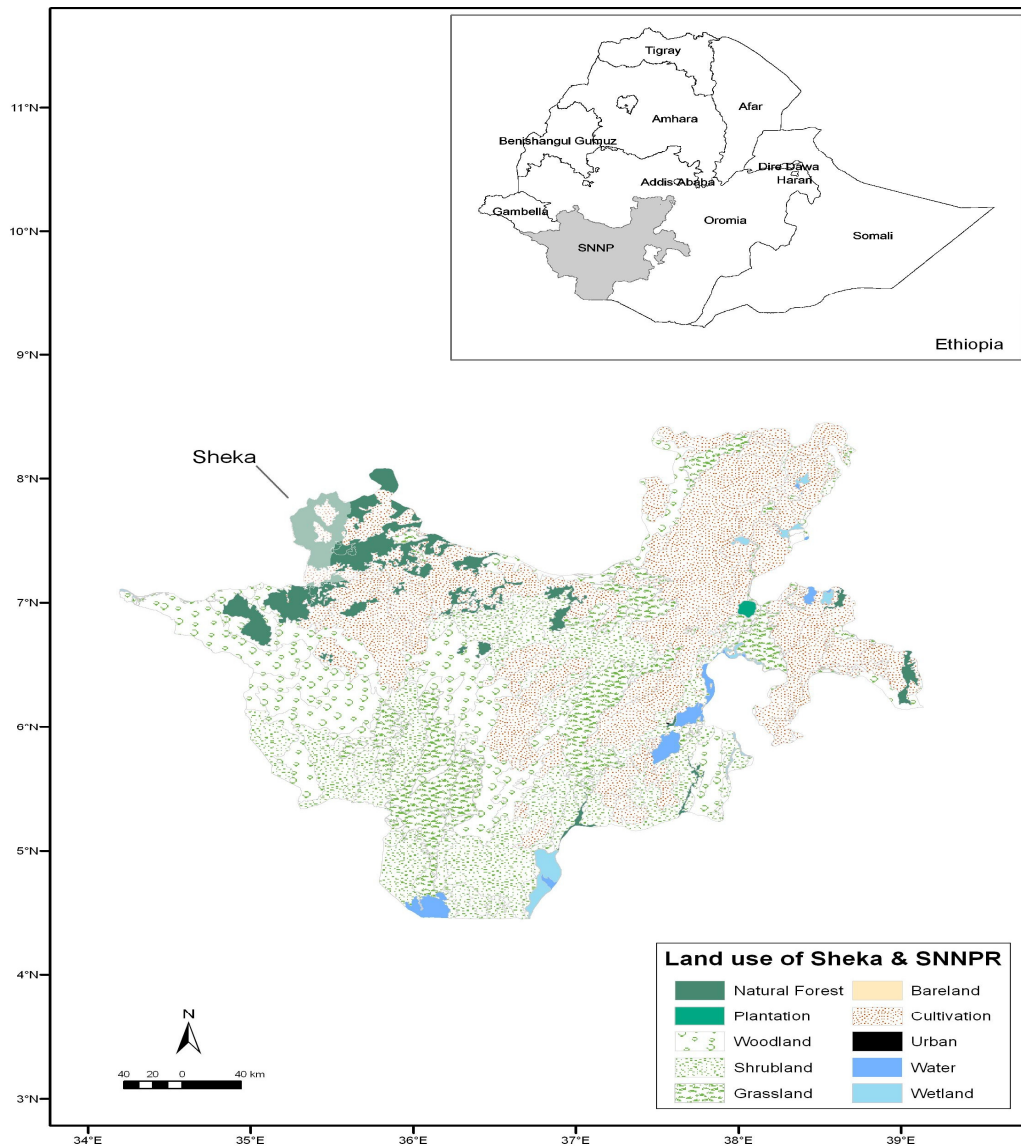 Tigray
Afar
Amhara
Benishangul Gumuz
Dire Dawa
Harari
Addis Ababa
Gambella
Oromia
Somali
SNNP
Ethiopia
11°N
10°N
9°N
8°N
7°N
6°N
5°N
4°N
3°N
Sheka
Land use of Sheka & SNNPR
Natural Forest
Plantation
Woodland
Shrubland
Grassland
Bareland
Cultivation
Urban
Water
Wetland
N
40 20 0 40 km
34°E 35°E 36°E 37°E 38°E 39°E